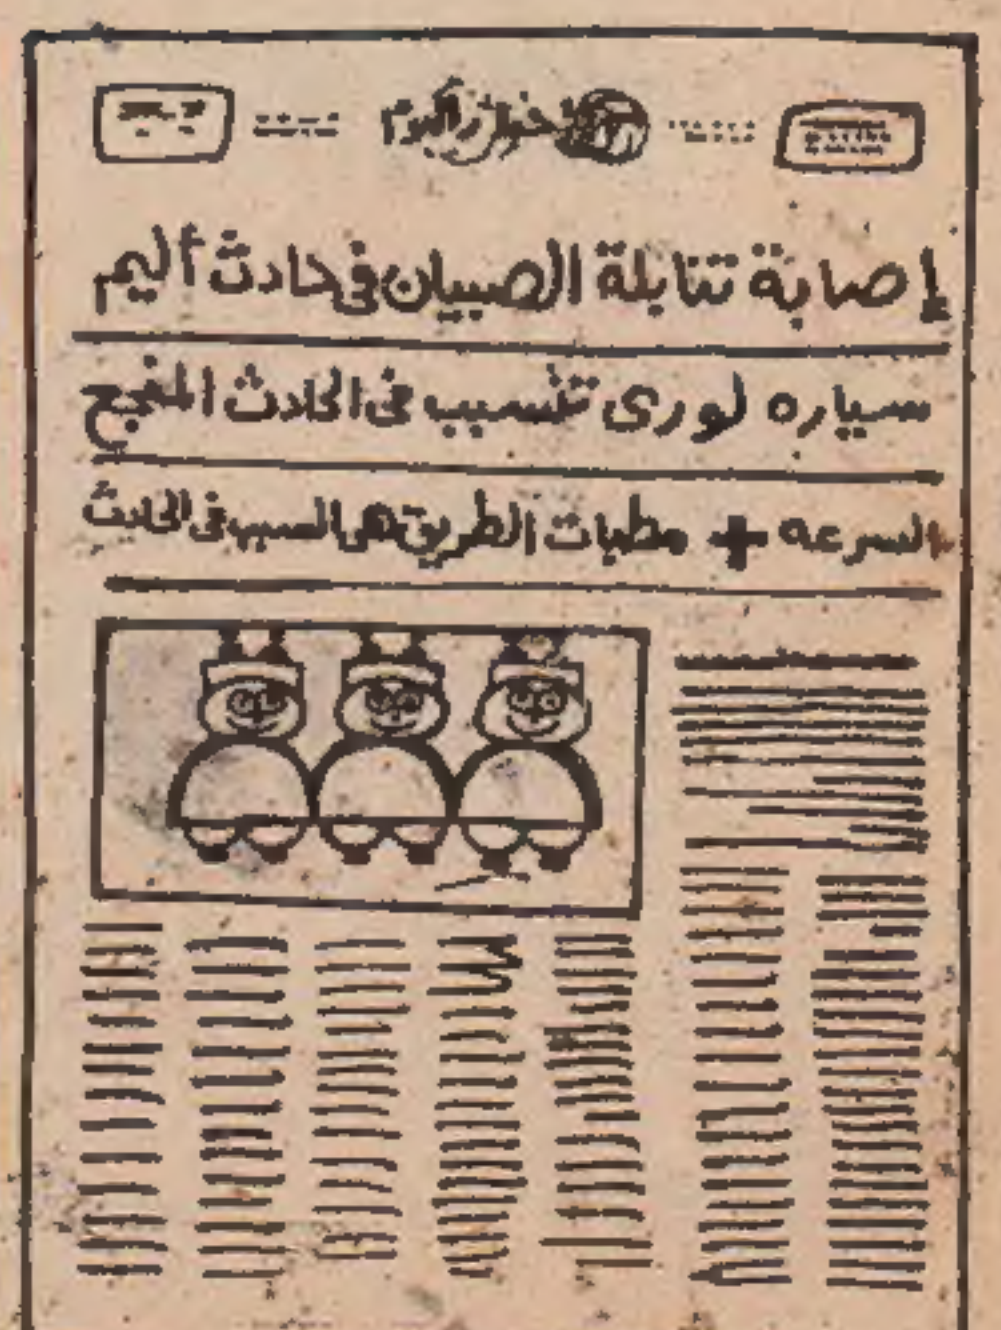 أخبار اليوم
إصابة تنابلة الصبيان في حادث أليم
سياره لورى تتسبب فى الحادث المفجع
السرعه + مطبات الطريق هى السبب فى الحادث